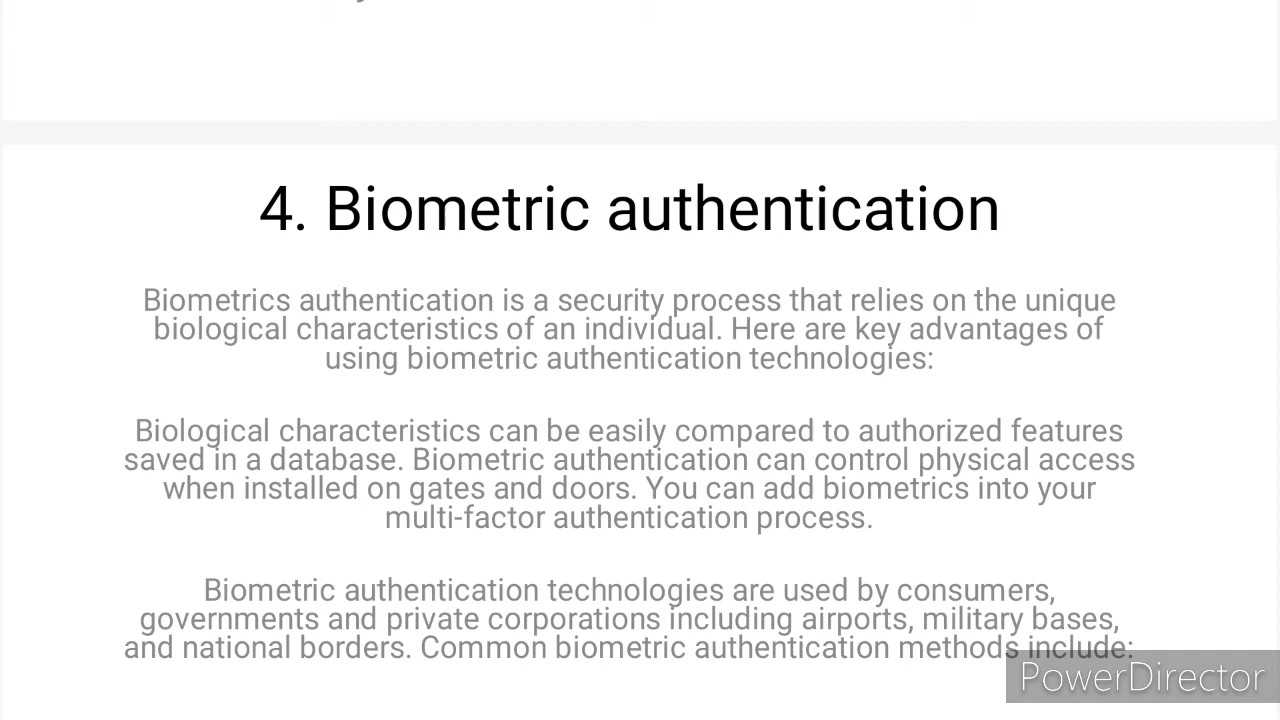 4. Biometric authentication
Biometrics authentication is a security process that relies on the unique
biological characteristics of an individual. Here are key advantages of
using biometric authentication technologies:
Biological characteristics can be easily compared to authorized features
saved in a database. Biometric authentication can control physical access
when installed on gates and doors. You can add biometrics into your
multi-factor authentication process.
Biometric authentication technologies are used by consumers,
governments and private corporations including airports, military bases,
and national borders. Common biometric authentication methods include:
PowerDirector